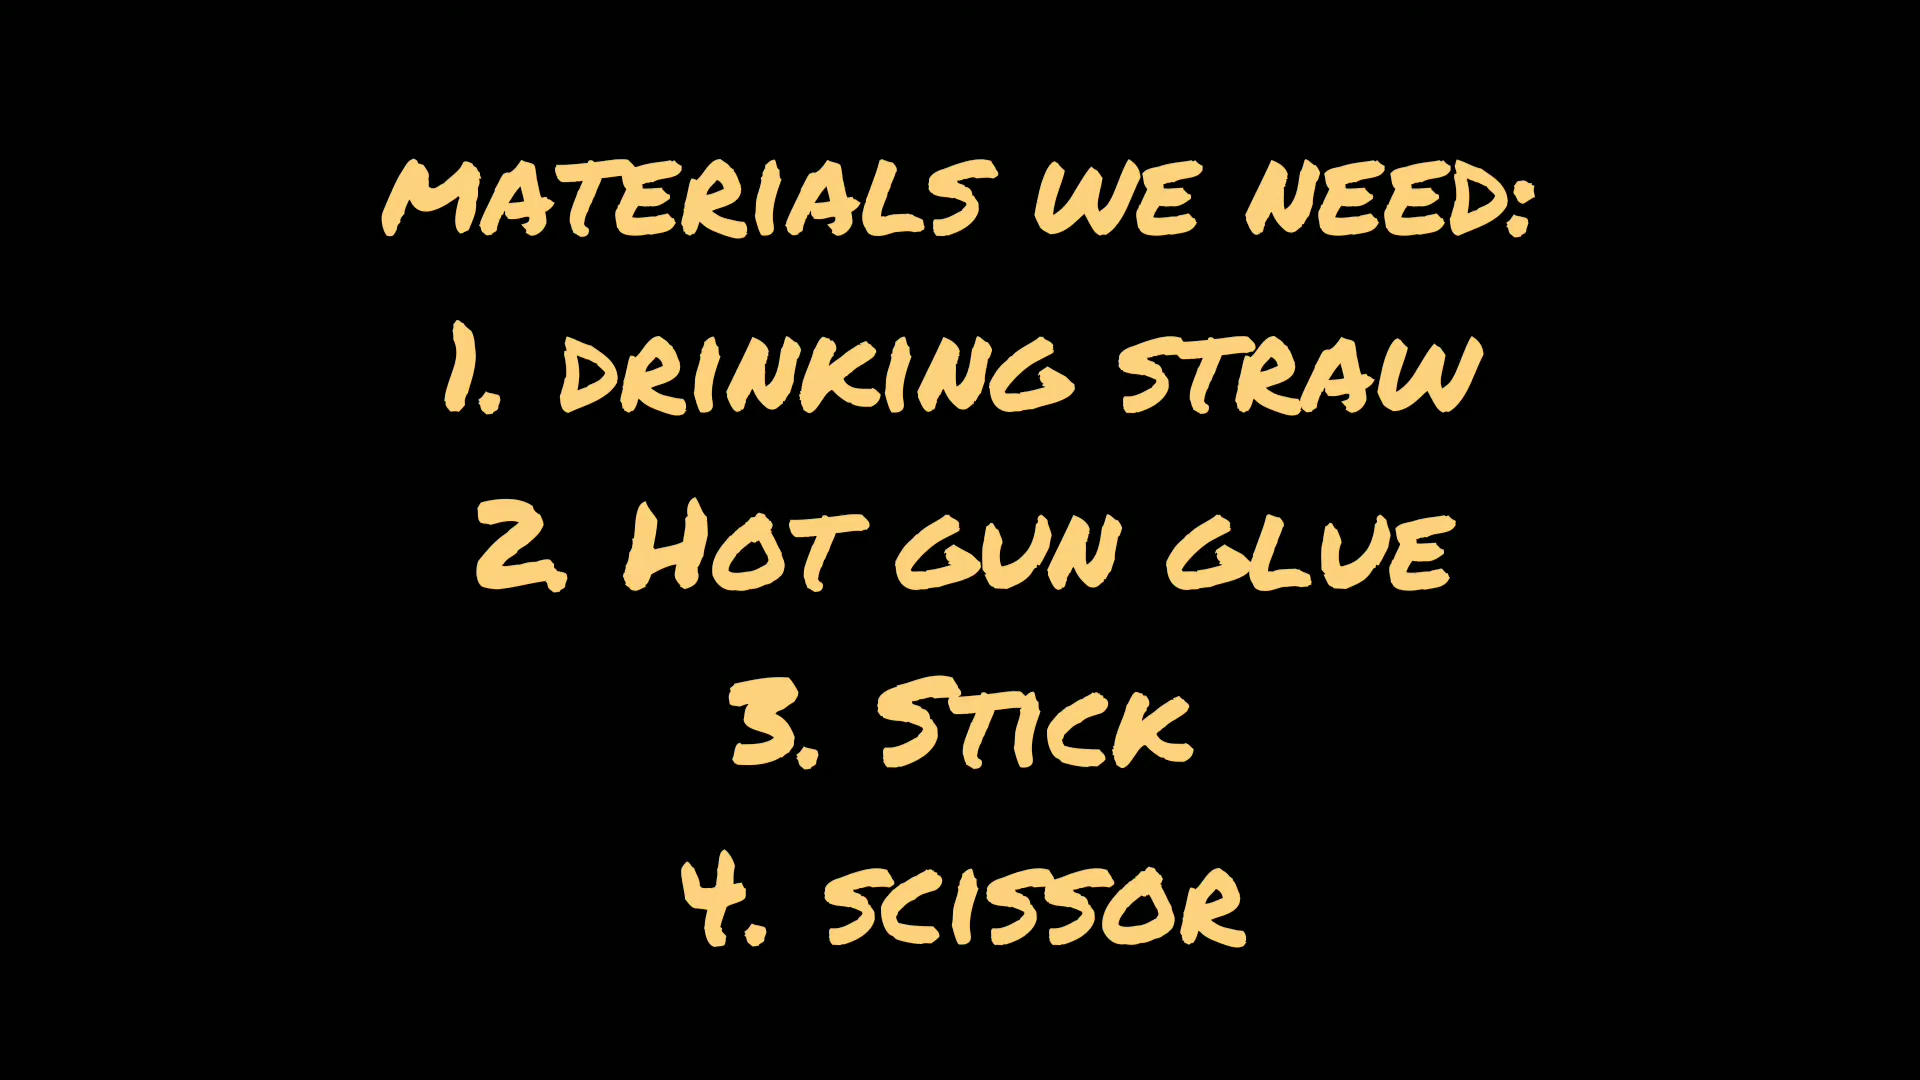 MATERIALS WE NEED:
1. DRINKING STRAW
2. HOT GUN GLUE
3. STICK
4. SCISSOR